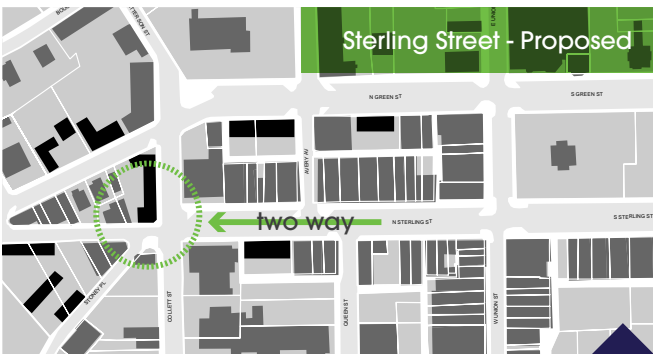 Sterling Street - Proposed
E UNION
N GREEN ST
S GREEN ST
AVERY AV
two way
N STERLING ST
S STERLING ST
STONEY PL
COLLETT ST
QUEEN ST
W UNION ST